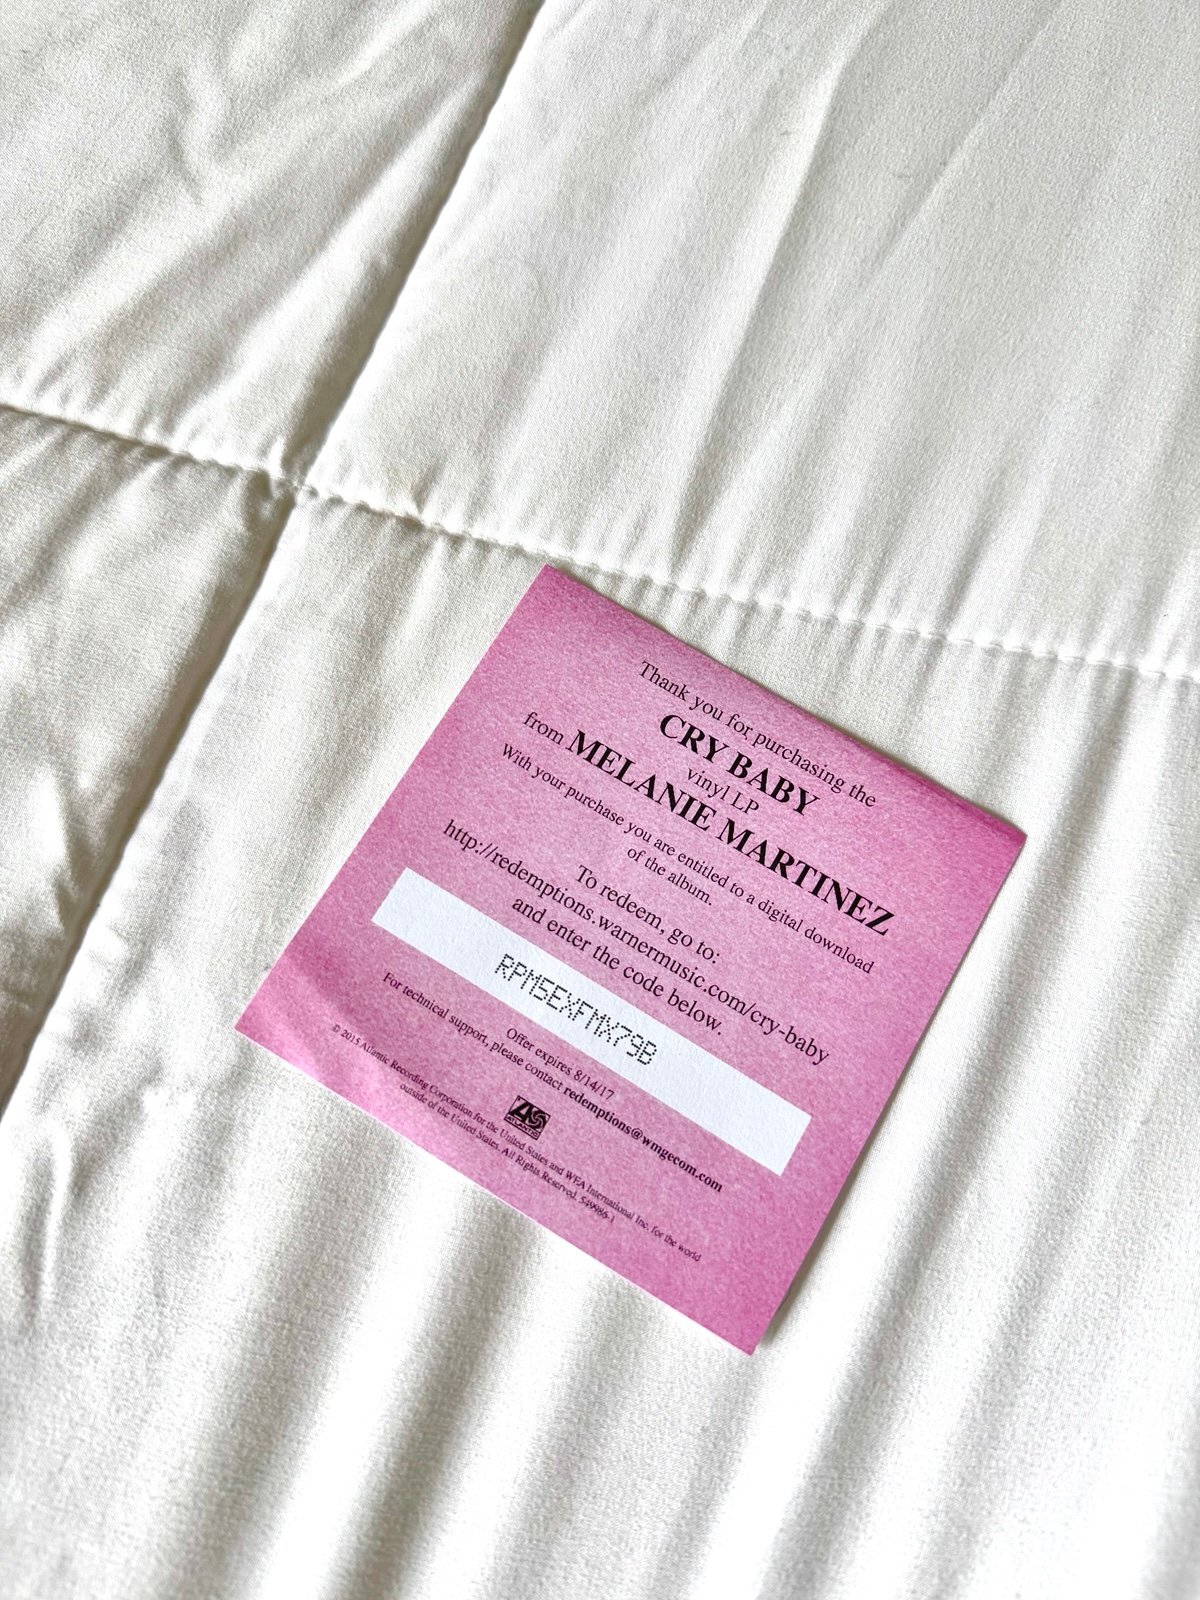 Thank you for purchasing the
CRY BABY
vinyl LP
from MELANIE MARTINEZ
With your purchase you are entitled to a digital download
of the album.
To redeem, go to:
http://redemptions.warnermusic.com/cry-baby
and enter the code below.
RPM5EXFMX79B
Offer expires 8/14/17
For technical support, please contact redemptions@wmgecom.com
ATLANTIC
© 2015 Atlantic Recording Corporation for the United States and WEA International Inc. for the world
outside of the United States. All Rights Reserved. 549986-1